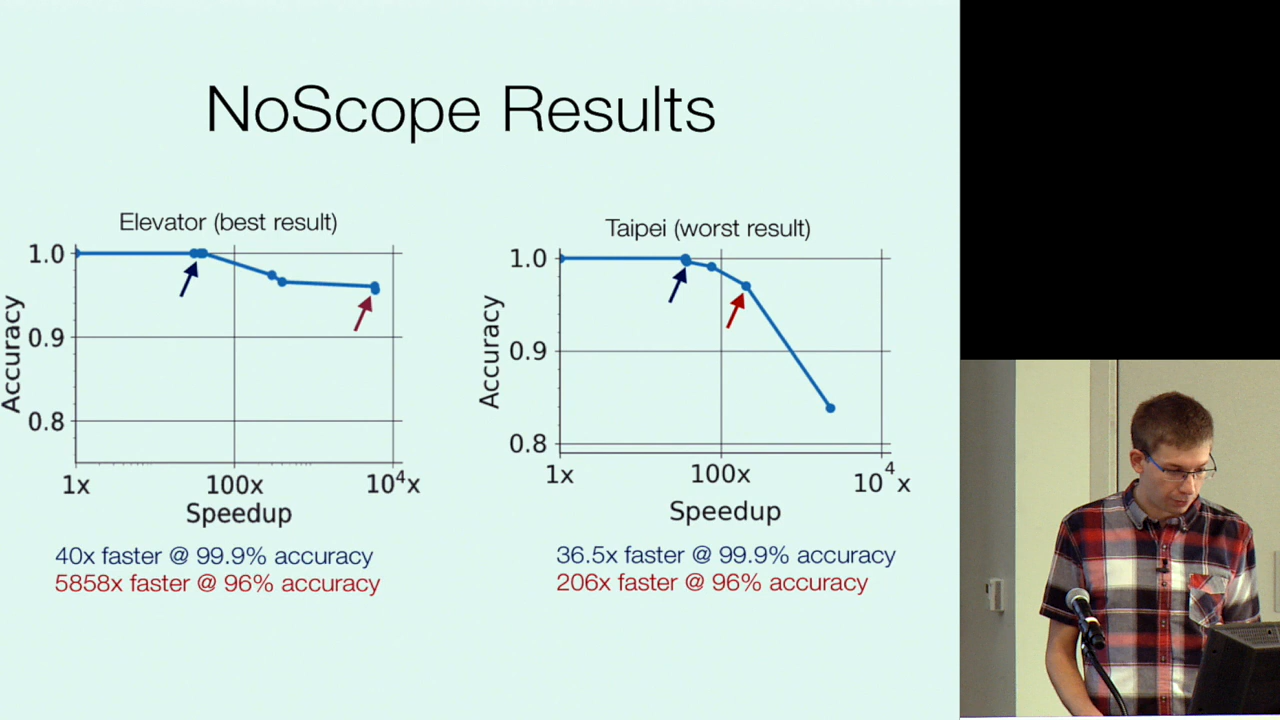 NoScope Results
Elevator (best result)
1.0
0.9
0.8
Accuracy
1x
100x
10⁴x
Speedup
40x faster @ 99.9% accuracy
5858x faster @ 96% accuracy
Taipei (worst result)
1.0
0.9
0.8
Accuracy
1x
100x
10⁴x
Speedup
36.5x faster @ 99.9% accuracy
206x faster @ 96% accuracy